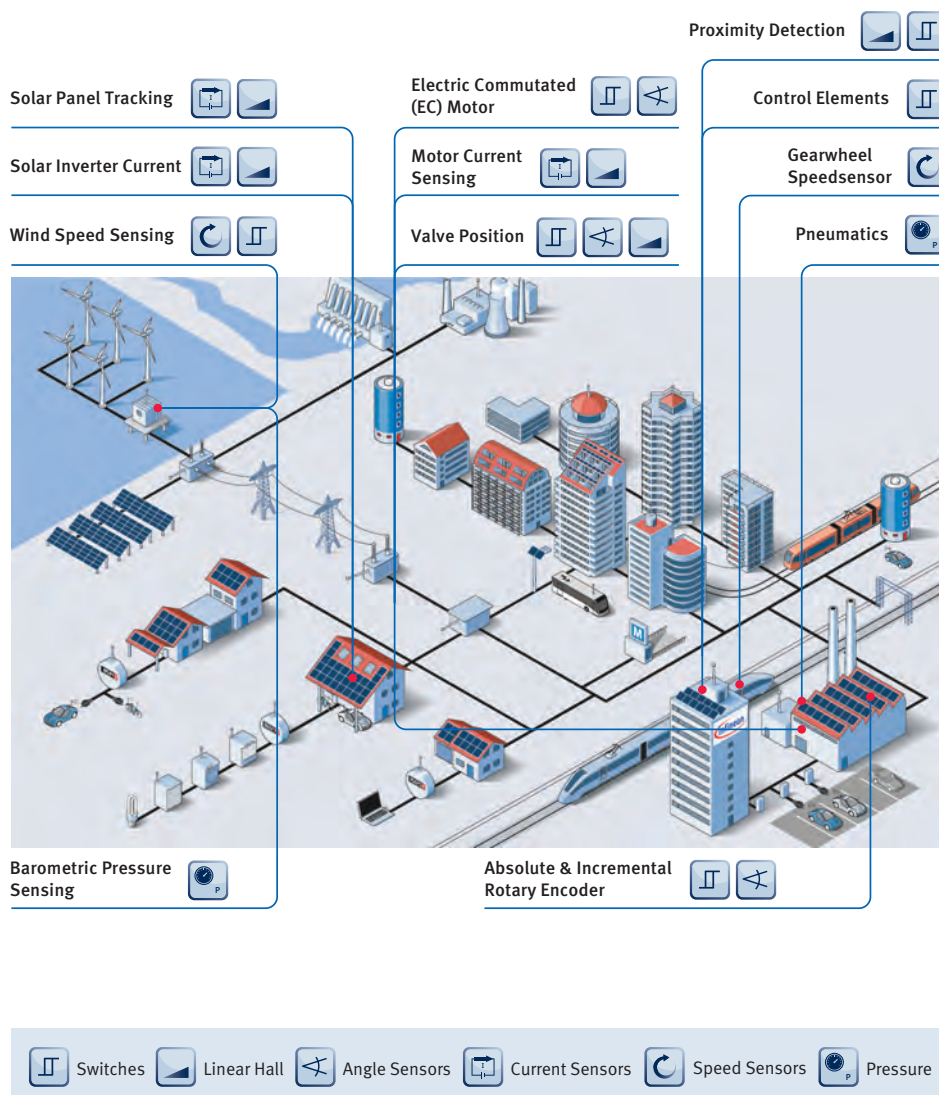 Proximity Detection
Solar Panel Tracking
Electric Commutated
(EC) Motor
Control Elements
Solar Inverter Current
Motor Current
Sensing
Gearwheel
Speedsensor
Wind Speed Sensing
Valve Position
Pneumatics
P
M
infineon
Barometric Pressure
Sensing
P
Absolute & Incremental
Rotary Encoder
Switches
Linear Hall
Angle Sensors
Current Sensors
Speed Sensors
P
Pressure